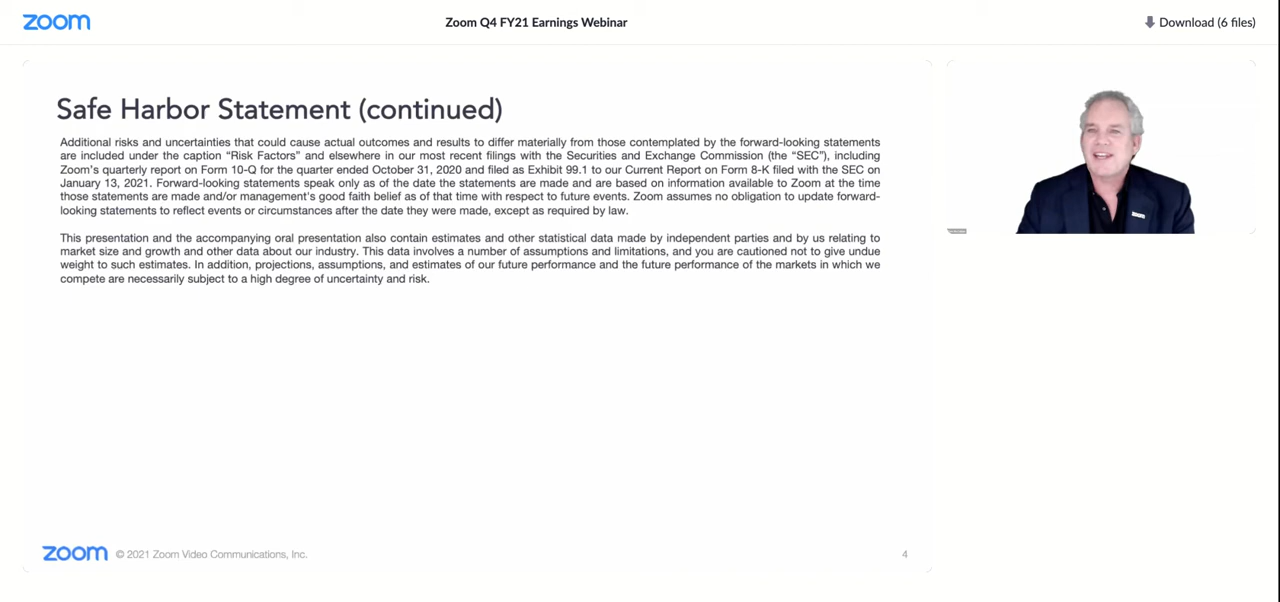 zoom
Zoom Q4 FY21 Earnings Webinar
Download (6 files)
Safe Harbor Statement (continued)
Additional risks and uncertainties that could cause actual outcomes and results to differ materially from those contemplated by the forward-looking statements
are included under the caption “Risk Factors” and elsewhere in our most recent filings with the Securities and Exchange Commission (the “SEC”), including
Zoom's quarterly report on Form 10-Q for the quarter ended October 31, 2020 and filed as Exhibit 99.1 to our Current Report on Form 8-K filed with the SEC on
January 13, 2021. Forward-looking statements speak only as of the date the statements are made and are based on information available to Zoom at the time
those statements are made and/or management's good faith belief as of that time with respect to future events. Zoom assumes no obligation to update forward-
looking statements to reflect events or circumstances after the date they were made, except as required by law.
This presentation and the accompanying oral presentation also contain estimates and other statistical data made by independent parties and by us relating to
market size and growth and other data about our industry. This data involves a number of assumptions and limitations, and you are cautioned not to give undue
weight to such estimates. In addition, projections, assumptions, and estimates of our future performance and the future performance of the markets in which we
compete are necessarily subject to a high degree of uncertainty and risk.
zoom © 2021 Zoom Video Communications, Inc.
4